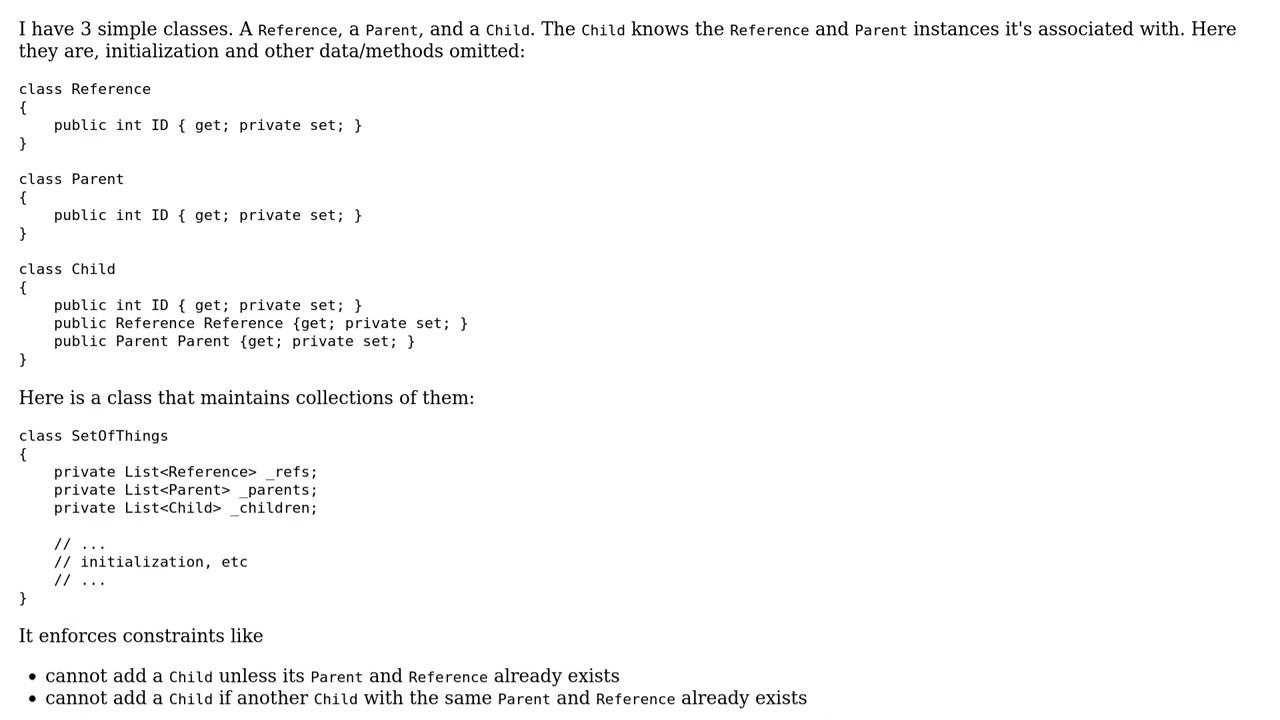 I have 3 simple classes. A Reference, a Parent, and a Child. The Child knows the Reference and Parent instances it's associated with. Here
they are, initialization and other data/methods omitted:
class Reference
{
    public int ID { get; private set; }
}
class Parent
{
    public int ID { get; private set; }
}
class Child
{
    public int ID { get; private set; }
    public Reference Reference {get; private set; }
    public Parent Parent {get; private set; }
}
Here is a class that maintains collections of them:
class SetOfThings
{
    private List<Reference> _refs;
    private List<Parent> _parents;
    private List<Child> _children;
    // ...
    // initialization, etc
    // ...
}
It enforces constraints like
• cannot add a Child unless its Parent and Reference already exists
• cannot add a Child if another Child with the same Parent and Reference already exists